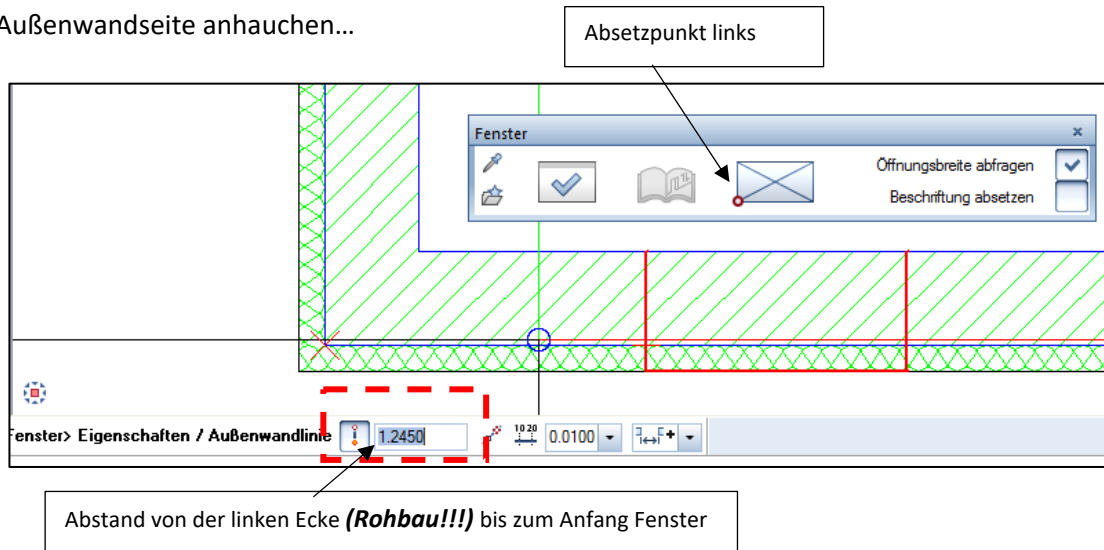 Außenwandseite anhauchen…
Absetzpunkt links
Fenster
Öffnungsbreite abfragen
Beschriftung absetzen
Fenster> Eigenschaften / Außenwandlinie 1.2450 10 20 0.0100
Abstand von der linken Ecke (Rohbau!!!) bis zum Anfang Fenster